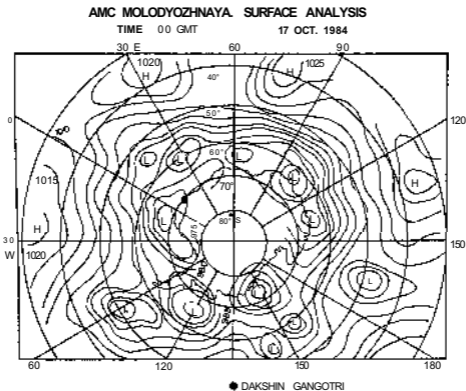 AMC MOLODYOZHNAYA. SURFACE ANALYSIS
TIME 00 GMT 17 OCT. 1984
30 E 60 90
1020 1025
H H
40°
50°
0 120
60°
L L L
70° L
1015 H
L 80° S L
H 975
30 W 150
1020
L L L L
L
L
60 120 150 180
DAKSHIN GANGOTRI